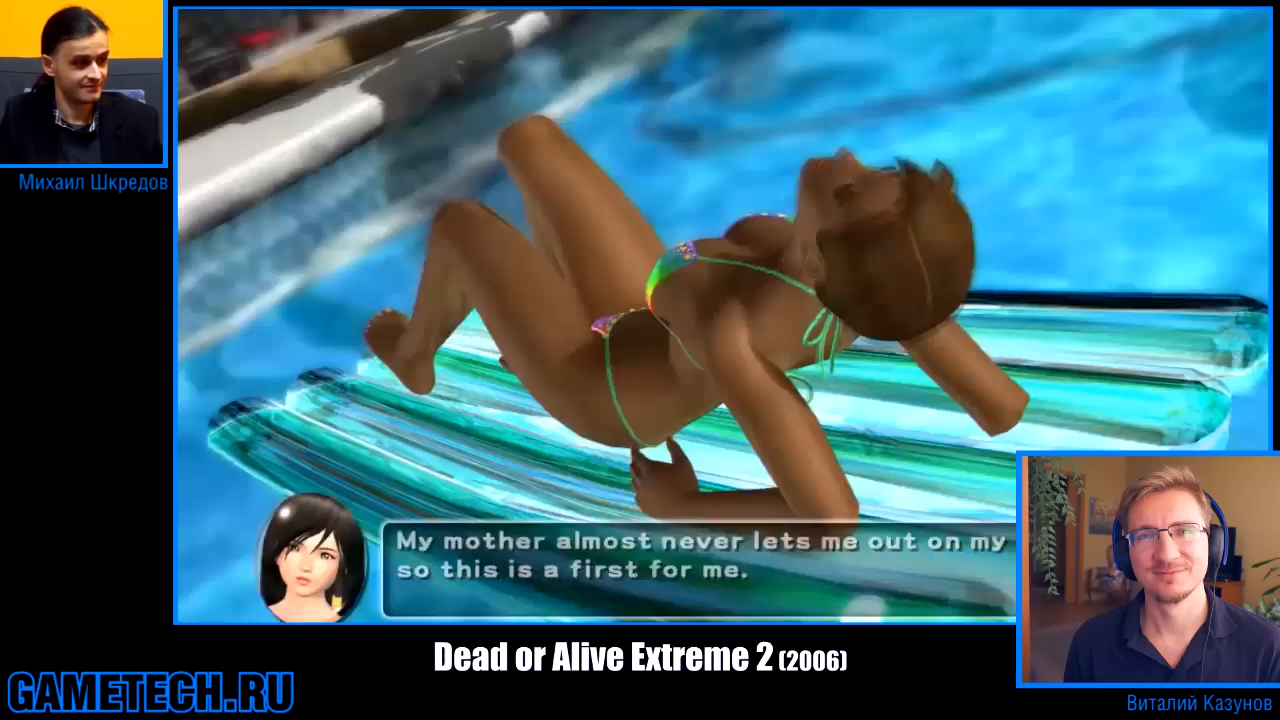 Михаил Шкредов
My mother almost never lets me out on my
so this is a first for me.
Dead or Alive Extreme 2 (2006)
GAMETECH.RU
Виталий Казунов